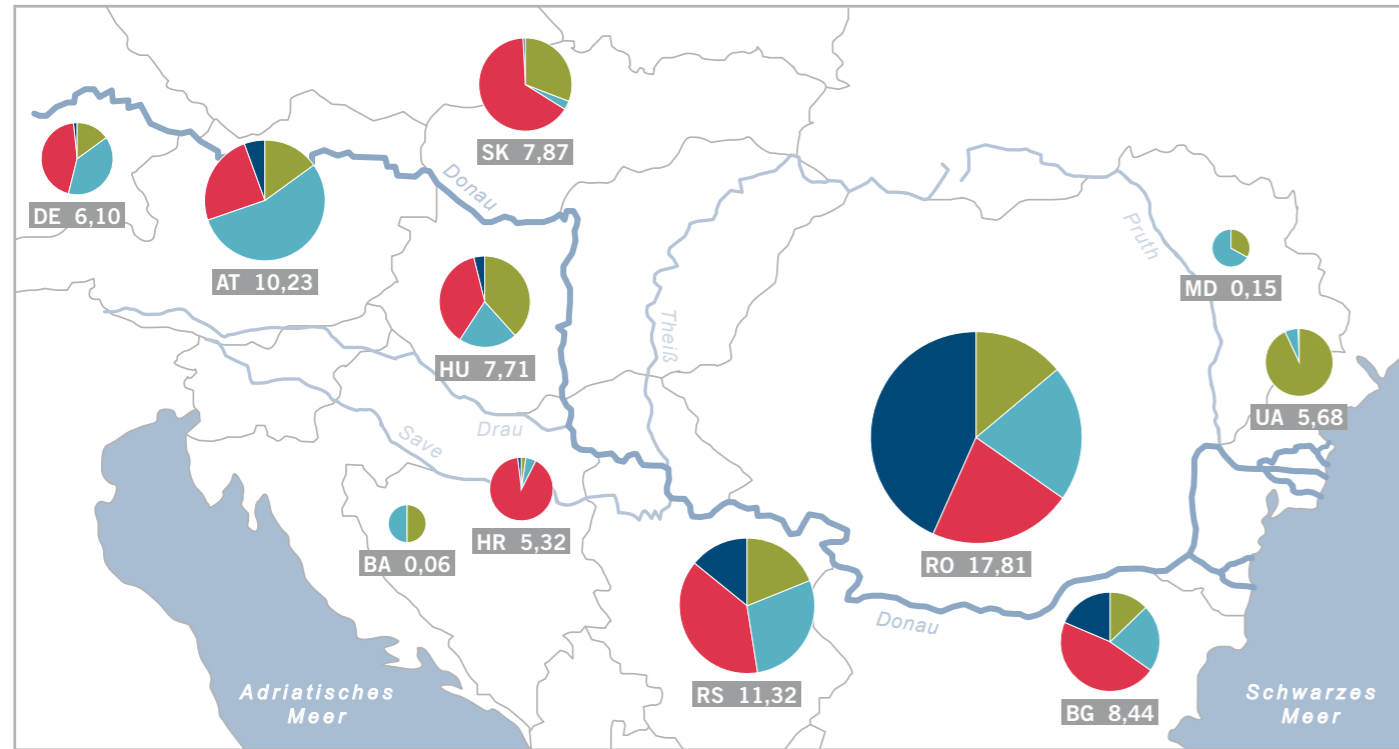 SK 7,87
Donau
DE 6,10
AT 10,23
Pruth
MD 0,15
HU 7,71
Theiß
UA 5,68
Drau
Save
HR 5,32
BA 0,06
RO 17,81
Donau
RS 11,32
BG 8,44
Adriatisches
Meer
Schwarzes
Meer